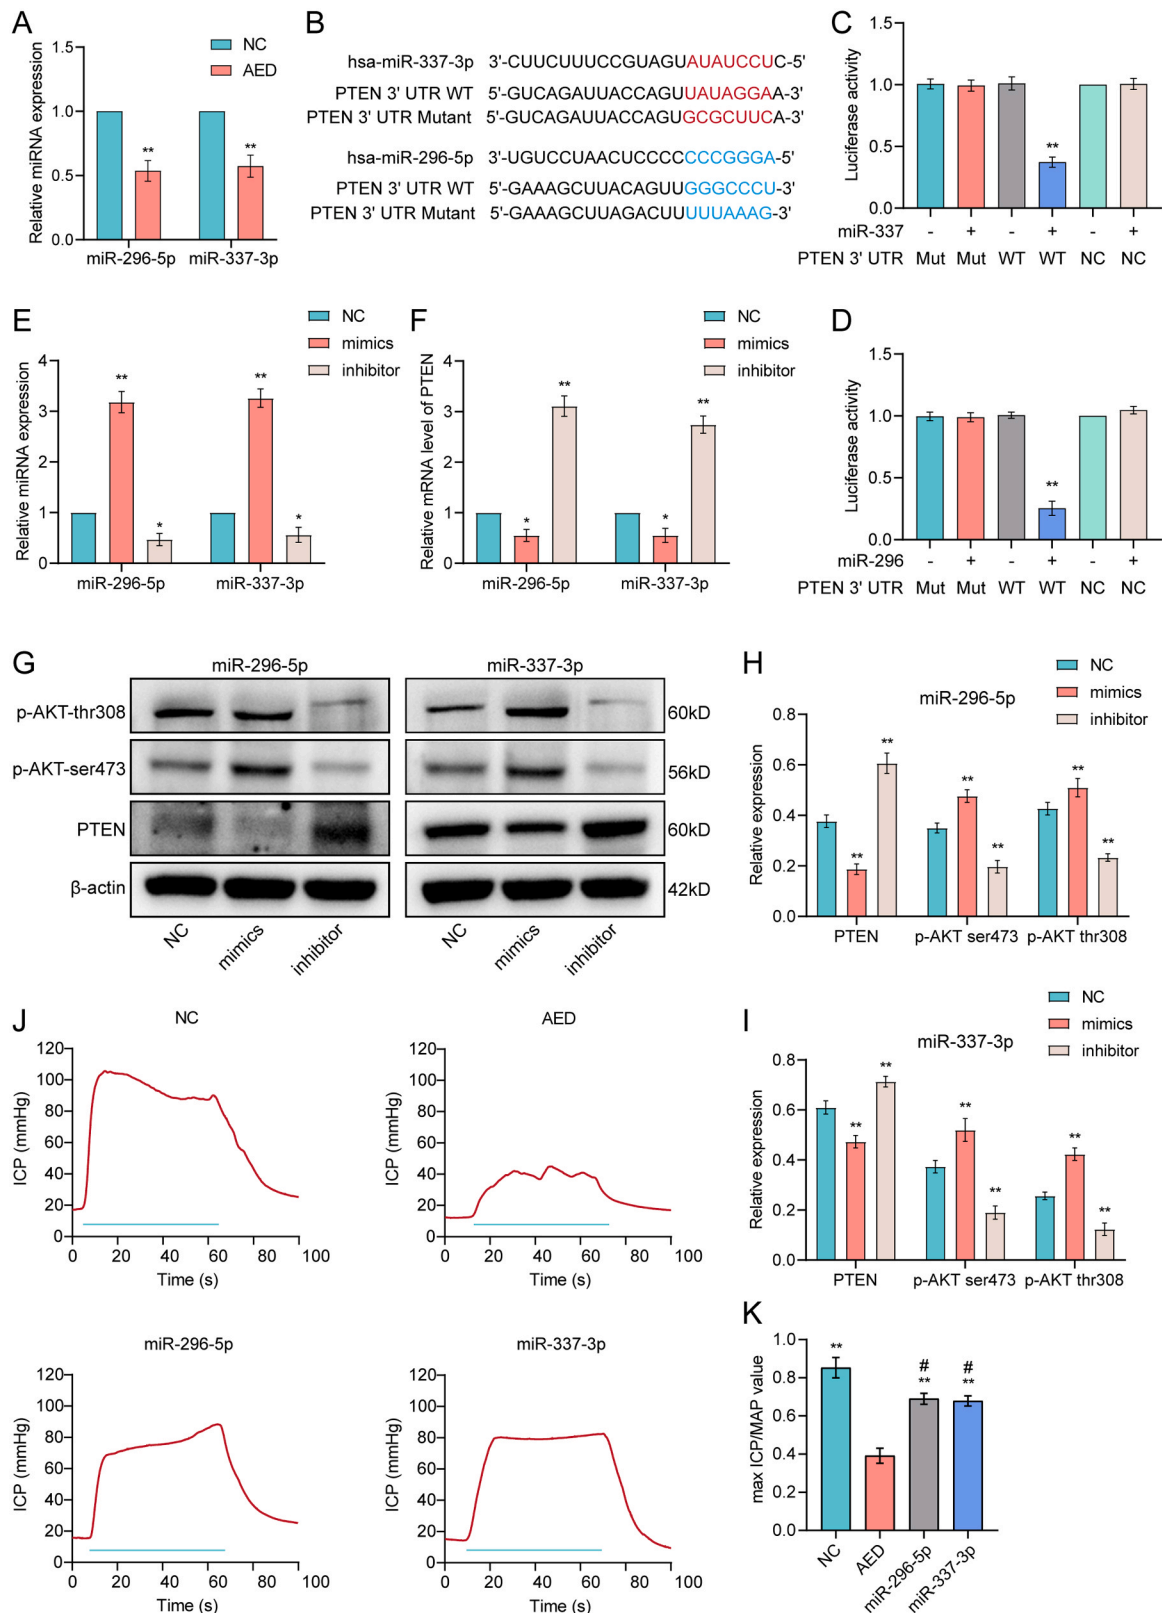 A
Relative miRNA expression
1.5
1.0
0.5
0.0
NC
AED
**
**
miR-296-5p miR-337-3p
B
hsa-miR-337-3p 3'-CUUCUUUCCGUAGUAUAUCCUC-5'
PTEN 3' UTR WT 5'-GUCAGAUUACCAGUUAUAGGAA-3'
PTEN 3' UTR Mutant 5'-GUCAGAUUACCAGUGCGCUUCA-3'
hsa-miR-296-5p 3'-UGUCCUAACUCCCCCCCGGGA-5'
PTEN 3' UTR WT 5'-GAAAGCUUACAGUUGGGCCCU-3'
PTEN 3' UTR Mutant 5'-GAAAGCUUAGACUUUUUAAAG-3'
C
Luciferase activity
1.5
1.0
0.5
0.0
**
miR-337 - + - + - +
PTEN 3' UTR Mut Mut WT WT NC NC
D
Luciferase activity
1.5
1.0
0.5
0.0
**
miR-296 - + - + - +
PTEN 3' UTR Mut Mut WT WT NC NC
E
NC
mimics
inhibitor
Relative miRNA expression
4
3
2
1
0
** *
** *
miR-296-5p miR-337-3p
F
NC
mimics
inhibitor
Relative mRNA level of PTEN
4
3
2
1
0
* **
* **
miR-296-5p miR-337-3p
G
miR-296-5p miR-337-3p
p-AKT-thr308 60kD
p-AKT-ser473 56kD
PTEN 60kD
β-actin 42kD
NC mimics inhibitor NC mimics inhibitor
H
NC
mimics
inhibitor
miR-296-5p
Relative expression
0.8
0.6
0.4
0.2
0.0
** **
** **
** **
PTEN p-AKT ser473 p-AKT thr308
I
NC
mimics
inhibitor
miR-337-3p
Relative expression
0.8
0.6
0.4
0.2
0.0
** **
** **
** **
PTEN p-AKT ser473 p-AKT thr308
J
NC
ICP (mmHg)
120
100
80
60
40
20
0
0 20 40 60 80 100
Time (s)
AED
ICP (mmHg)
120
100
80
60
40
20
0
0 20 40 60 80 100
Time (s)
miR-296-5p
ICP (mmHg)
120
100
80
60
40
20
0
0 20 40 60 80 100
Time (s)
miR-337-3p
ICP (mmHg)
120
100
80
60
40
20
0
0 20 40 60 80 100
Time (s)
K
max ICP/MAP value
1.0
0.8
0.6
0.4
0.2
0.0
**
# #
** **
NC AED miR-296-5p miR-337-3p